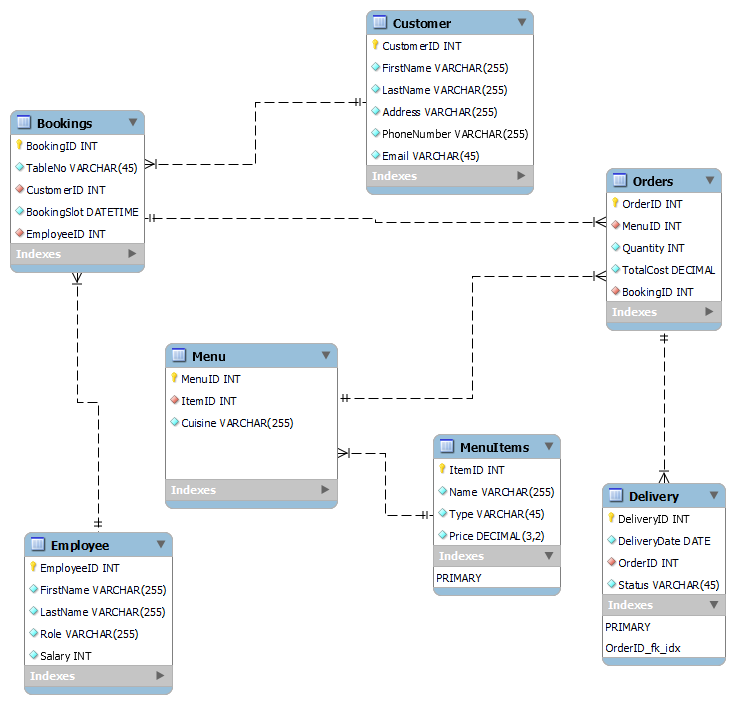 Customer
CustomerID INT
FirstName VARCHAR(255)
LastName VARCHAR(255)
Address VARCHAR(255)
PhoneNumber VARCHAR(255)
Email VARCHAR(45)
Indexes
Bookings
BookingID INT
TableNo VARCHAR(45)
CustomerID INT
BookingSlot DATETIME
EmployeeID INT
Indexes
Orders
OrderID INT
MenuID INT
Quantity INT
TotalCost DECIMAL
BookingID INT
Indexes
Menu
MenuID INT
ItemID INT
Cuisine VARCHAR(255)
Indexes
MenuItems
ItemID INT
Name VARCHAR(255)
Type VARCHAR(45)
Price DECIMAL(3,2)
Indexes
PRIMARY
Delivery
DeliveryID INT
DeliveryDate DATE
OrderID INT
Status VARCHAR(45)
Indexes
PRIMARY
OrderID_fk_idx
Employee
EmployeeID INT
FirstName VARCHAR(255)
LastName VARCHAR(255)
Role VARCHAR(255)
Salary INT
Indexes